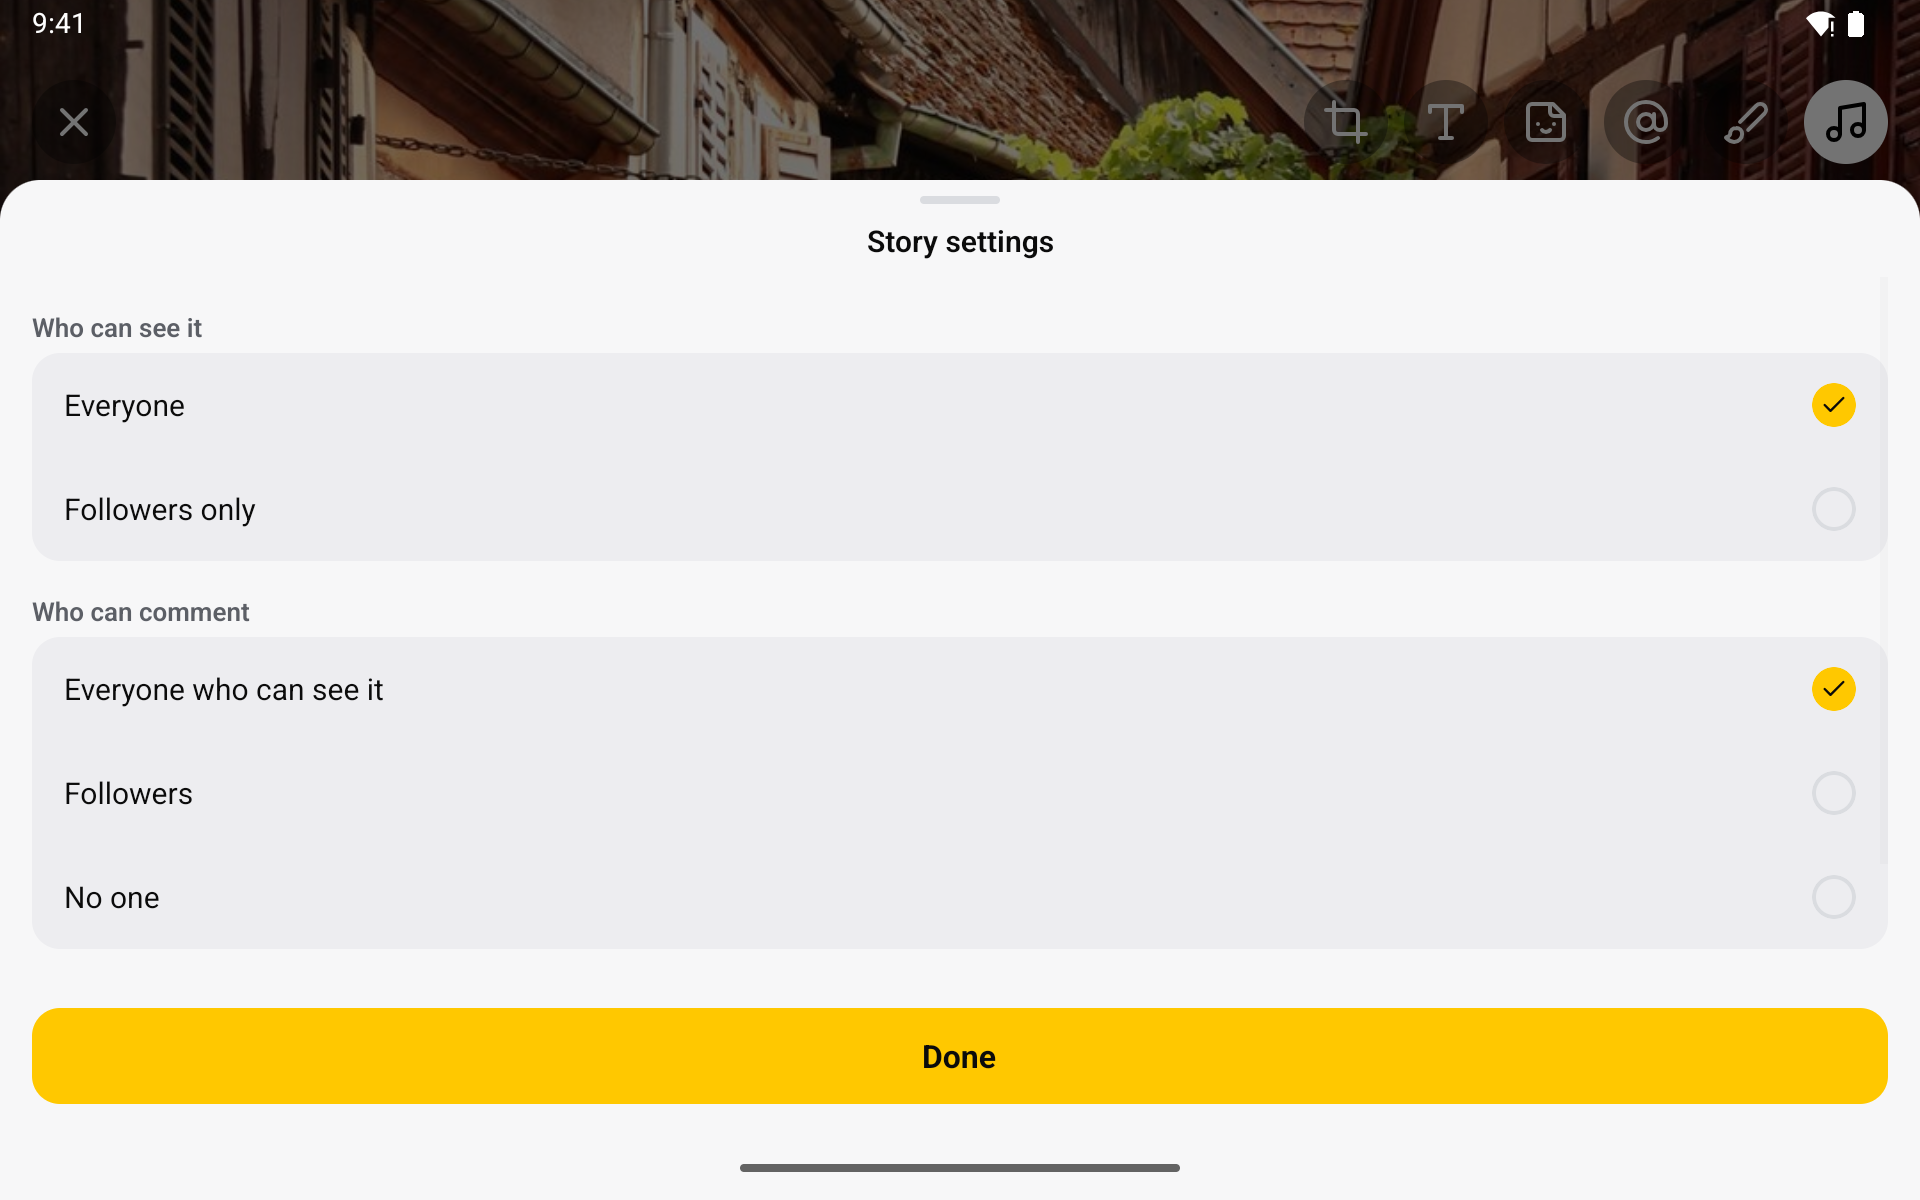 9:41
Story settings
Who can see it
Everyone
Followers only
Who can comment
Everyone who can see it
Followers
No one
Done